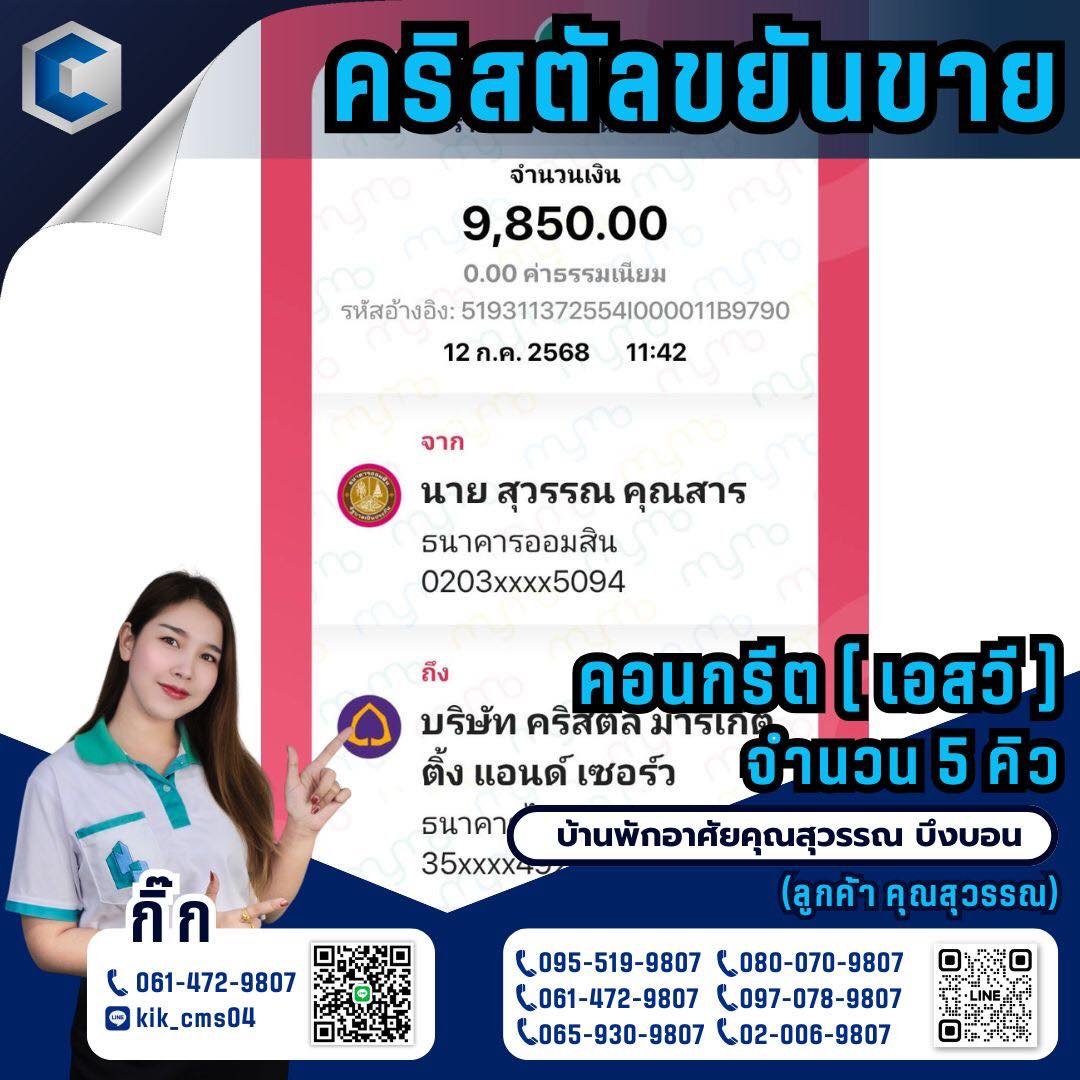 คริสตัลขยันขาย
จำนวนเงิน
9,850.00
0.00 ค่าธรรมเนียม
รหัสอ้างอิง: 519311372554I000011B9790
12 ก.ค. 2568 11:42
จาก
นาย สุวรรณ คุณสาร
ธนาคารออมสิน
0203xxxx5094
ถึง
บริษัท คริสตัล มาร์เก็ต
ติ้ง แอนด์ เซอร์ว
35xxxx45
คอนกรีต ( เอสวี )
จำนวน 5 คิว
บ้านพักอาศัยคุณสุวรรณ บึงบอน
(ลูกค้า คุณสุวรรณ)
กิ๊ก
061-472-9807
LINE kik_cms04
095-519-9807 080-070-9807
061-472-9807 097-078-9807
065-930-9807 02-006-9807
LINE